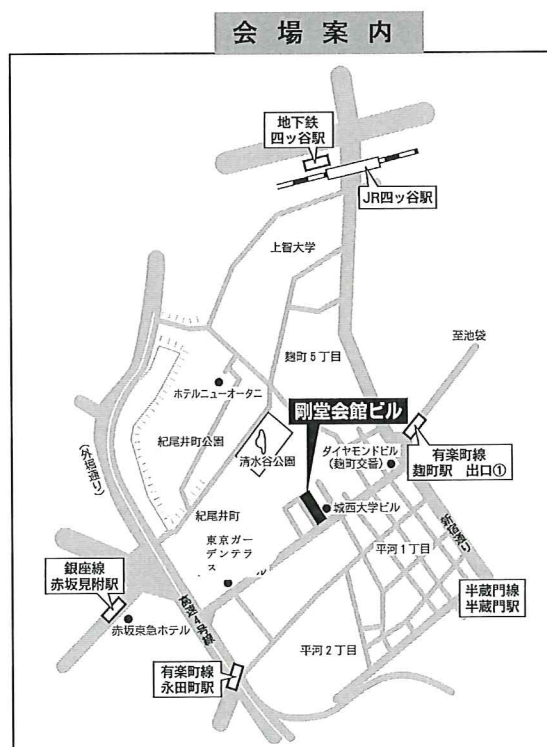 会場案内
地下鉄
四ッ谷駅
JR四ッ谷駅
上智大学
麹町5丁目
至池袋
ホテルニューオータニ
剛堂会館ビル
紀尾井町公園
清水谷公園
ダイヤモンドビル
(麹町交番)
有楽町線
麹町駅 出口①
(外堀通り)
紀尾井町
城西大学ビル
新宿通り
東京ガー
デンテラ
ス
ル
平河1丁目
銀座線
赤坂見附駅
半蔵門線
半蔵門駅
赤坂東急ホテル
高速4号線
平河2丁目
有楽町線
永田町駅